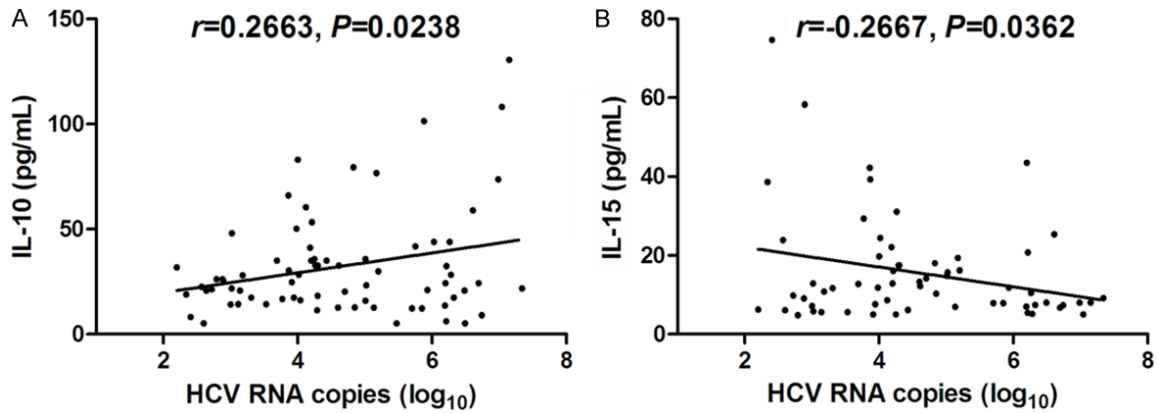 A
r=0.2663, P=0.0238
IL-10 (pg/mL)
150
100
50
0
2 4 6 8
HCV RNA copies (log10)
B
r=-0.2667, P=0.0362
IL-15 (pg/mL)
80
60
40
20
0
2 4 6 8
HCV RNA copies (log10)